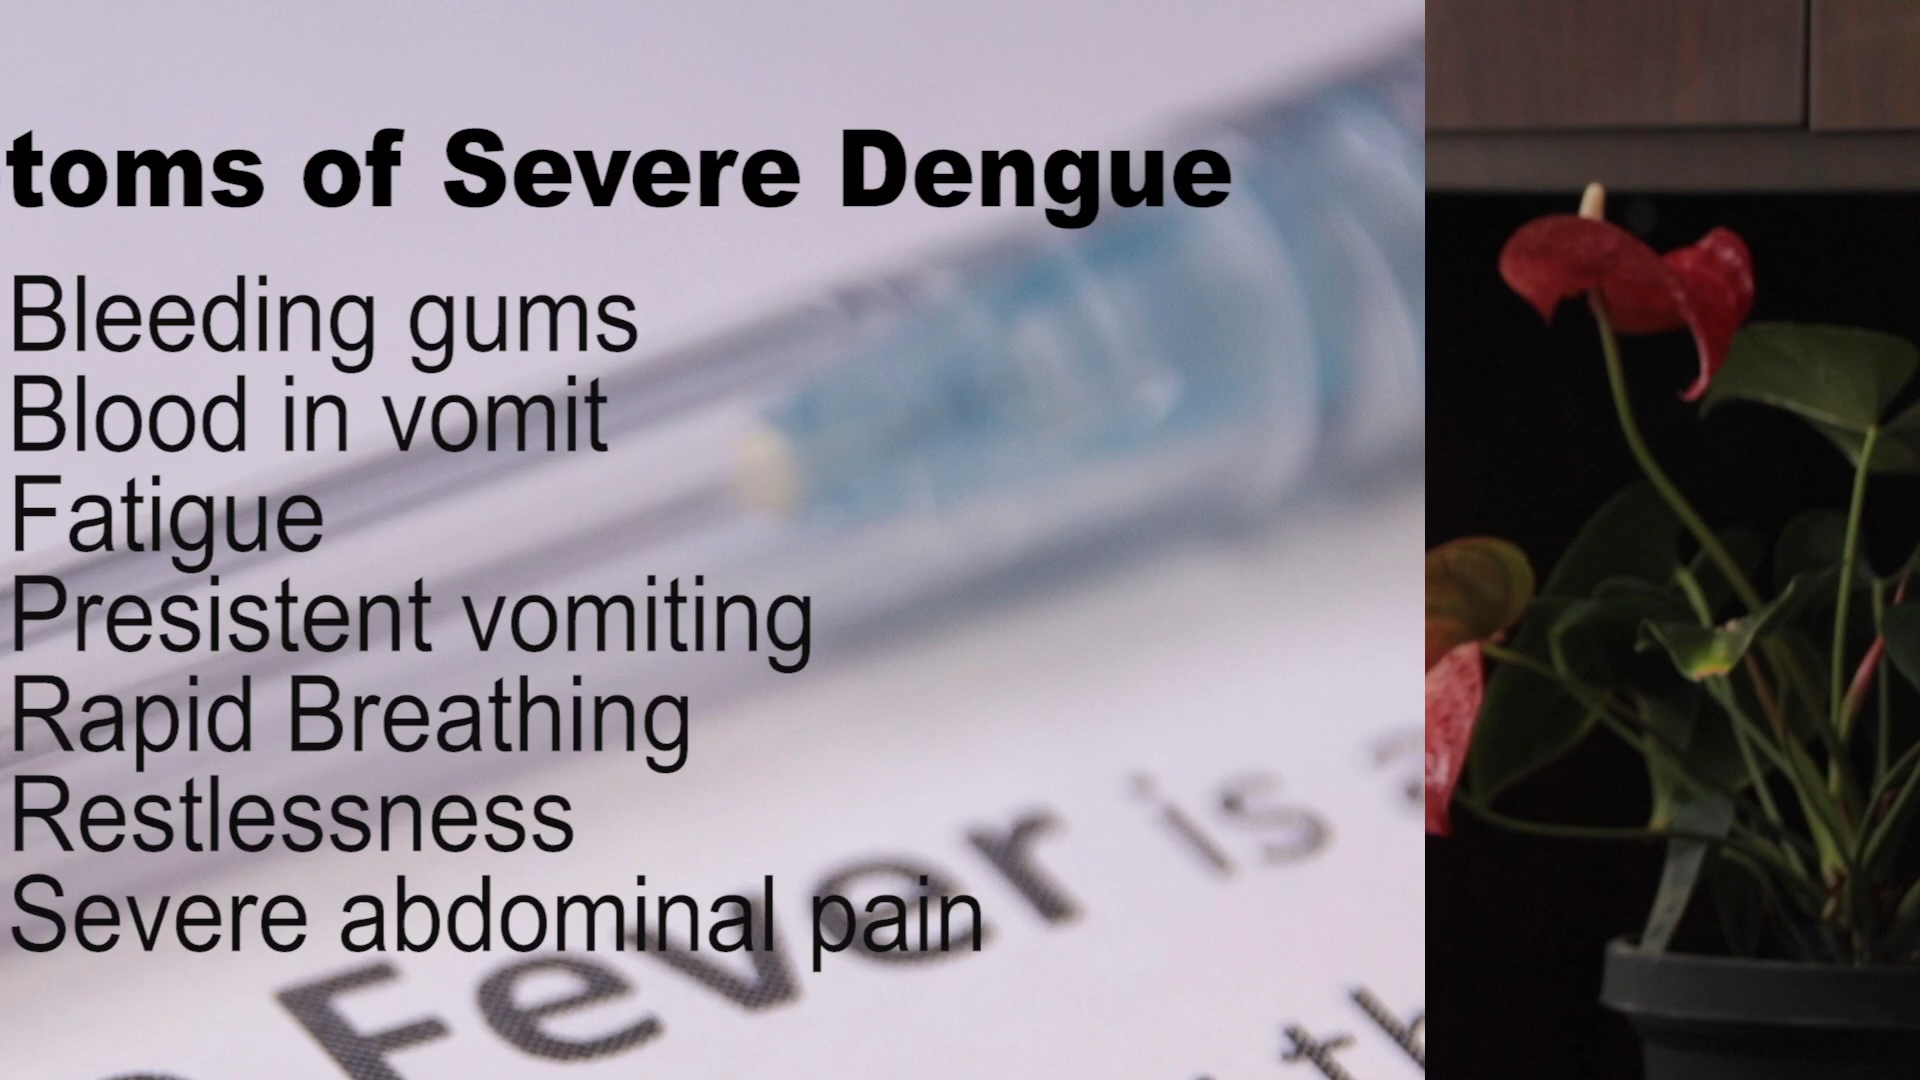 toms of Severe Dengue
Bleeding gums
Blood in vomit
Fatigue
Presistent vomiting
Rapid Breathing
Restlessness
Severe abdominal pain
Fever is
th